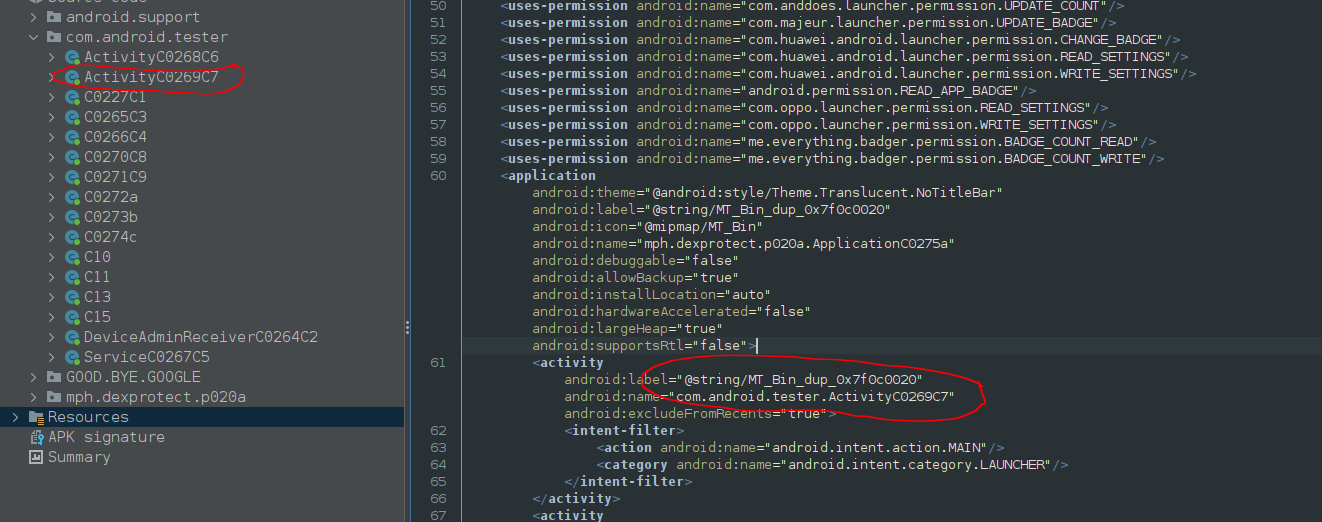 Source code
android.support
com.android.tester
ActivityC0268C6
ActivityC0269C7
C0227C1
C0265C3
C0266C4
C0270C8
C0271C9
C0272a
C0273b
C0274c
C10
C11
C13
C15
DeviceAdminReceiverC0264C2
ServiceC0267C5
GOOD.BYE.GOOGLE
mph.dexprotect.p020a
Resources
APK signature
Summary
50 <uses-permission android:name="com.anddoes.launcher.permission.UPDATE_COUNT"/>
51 <uses-permission android:name="com.majeur.launcher.permission.UPDATE_BADGE"/>
52 <uses-permission android:name="com.huawei.android.launcher.permission.CHANGE_BADGE"/>
53 <uses-permission android:name="com.huawei.android.launcher.permission.READ_SETTINGS"/>
54 <uses-permission android:name="com.huawei.android.launcher.permission.WRITE_SETTINGS"/>
55 <uses-permission android:name="android.permission.READ_APP_BADGE"/>
56 <uses-permission android:name="com.oppo.launcher.permission.READ_SETTINGS"/>
57 <uses-permission android:name="com.oppo.launcher.permission.WRITE_SETTINGS"/>
58 <uses-permission android:name="me.everything.badger.permission.BADGE_COUNT_READ"/>
59 <uses-permission android:name="me.everything.badger.permission.BADGE_COUNT_WRITE"/>
60 <application
android:theme="@android:style/Theme.Translucent.NoTitleBar"
android:label="@string/MT_Bin_dup_0x7f0c0020"
android:icon="@mipmap/MT_Bin"
android:name="mph.dexprotect.p020a.ApplicationC0275a"
android:debuggable="false"
android:allowBackup="true"
android:installLocation="auto"
android:hardwareAccelerated="false"
android:largeHeap="true"
android:supportsRtl="false">
61 <activity
android:label="@string/MT_Bin_dup_0x7f0c0020"
android:name="com.android.tester.ActivityC0269C7"
android:excludeFromRecents="true">
62 <intent-filter>
63 <action android:name="android.intent.action.MAIN"/>
64 <category android:name="android.intent.category.LAUNCHER"/>
65 </intent-filter>
66 </activity>
67 <activity